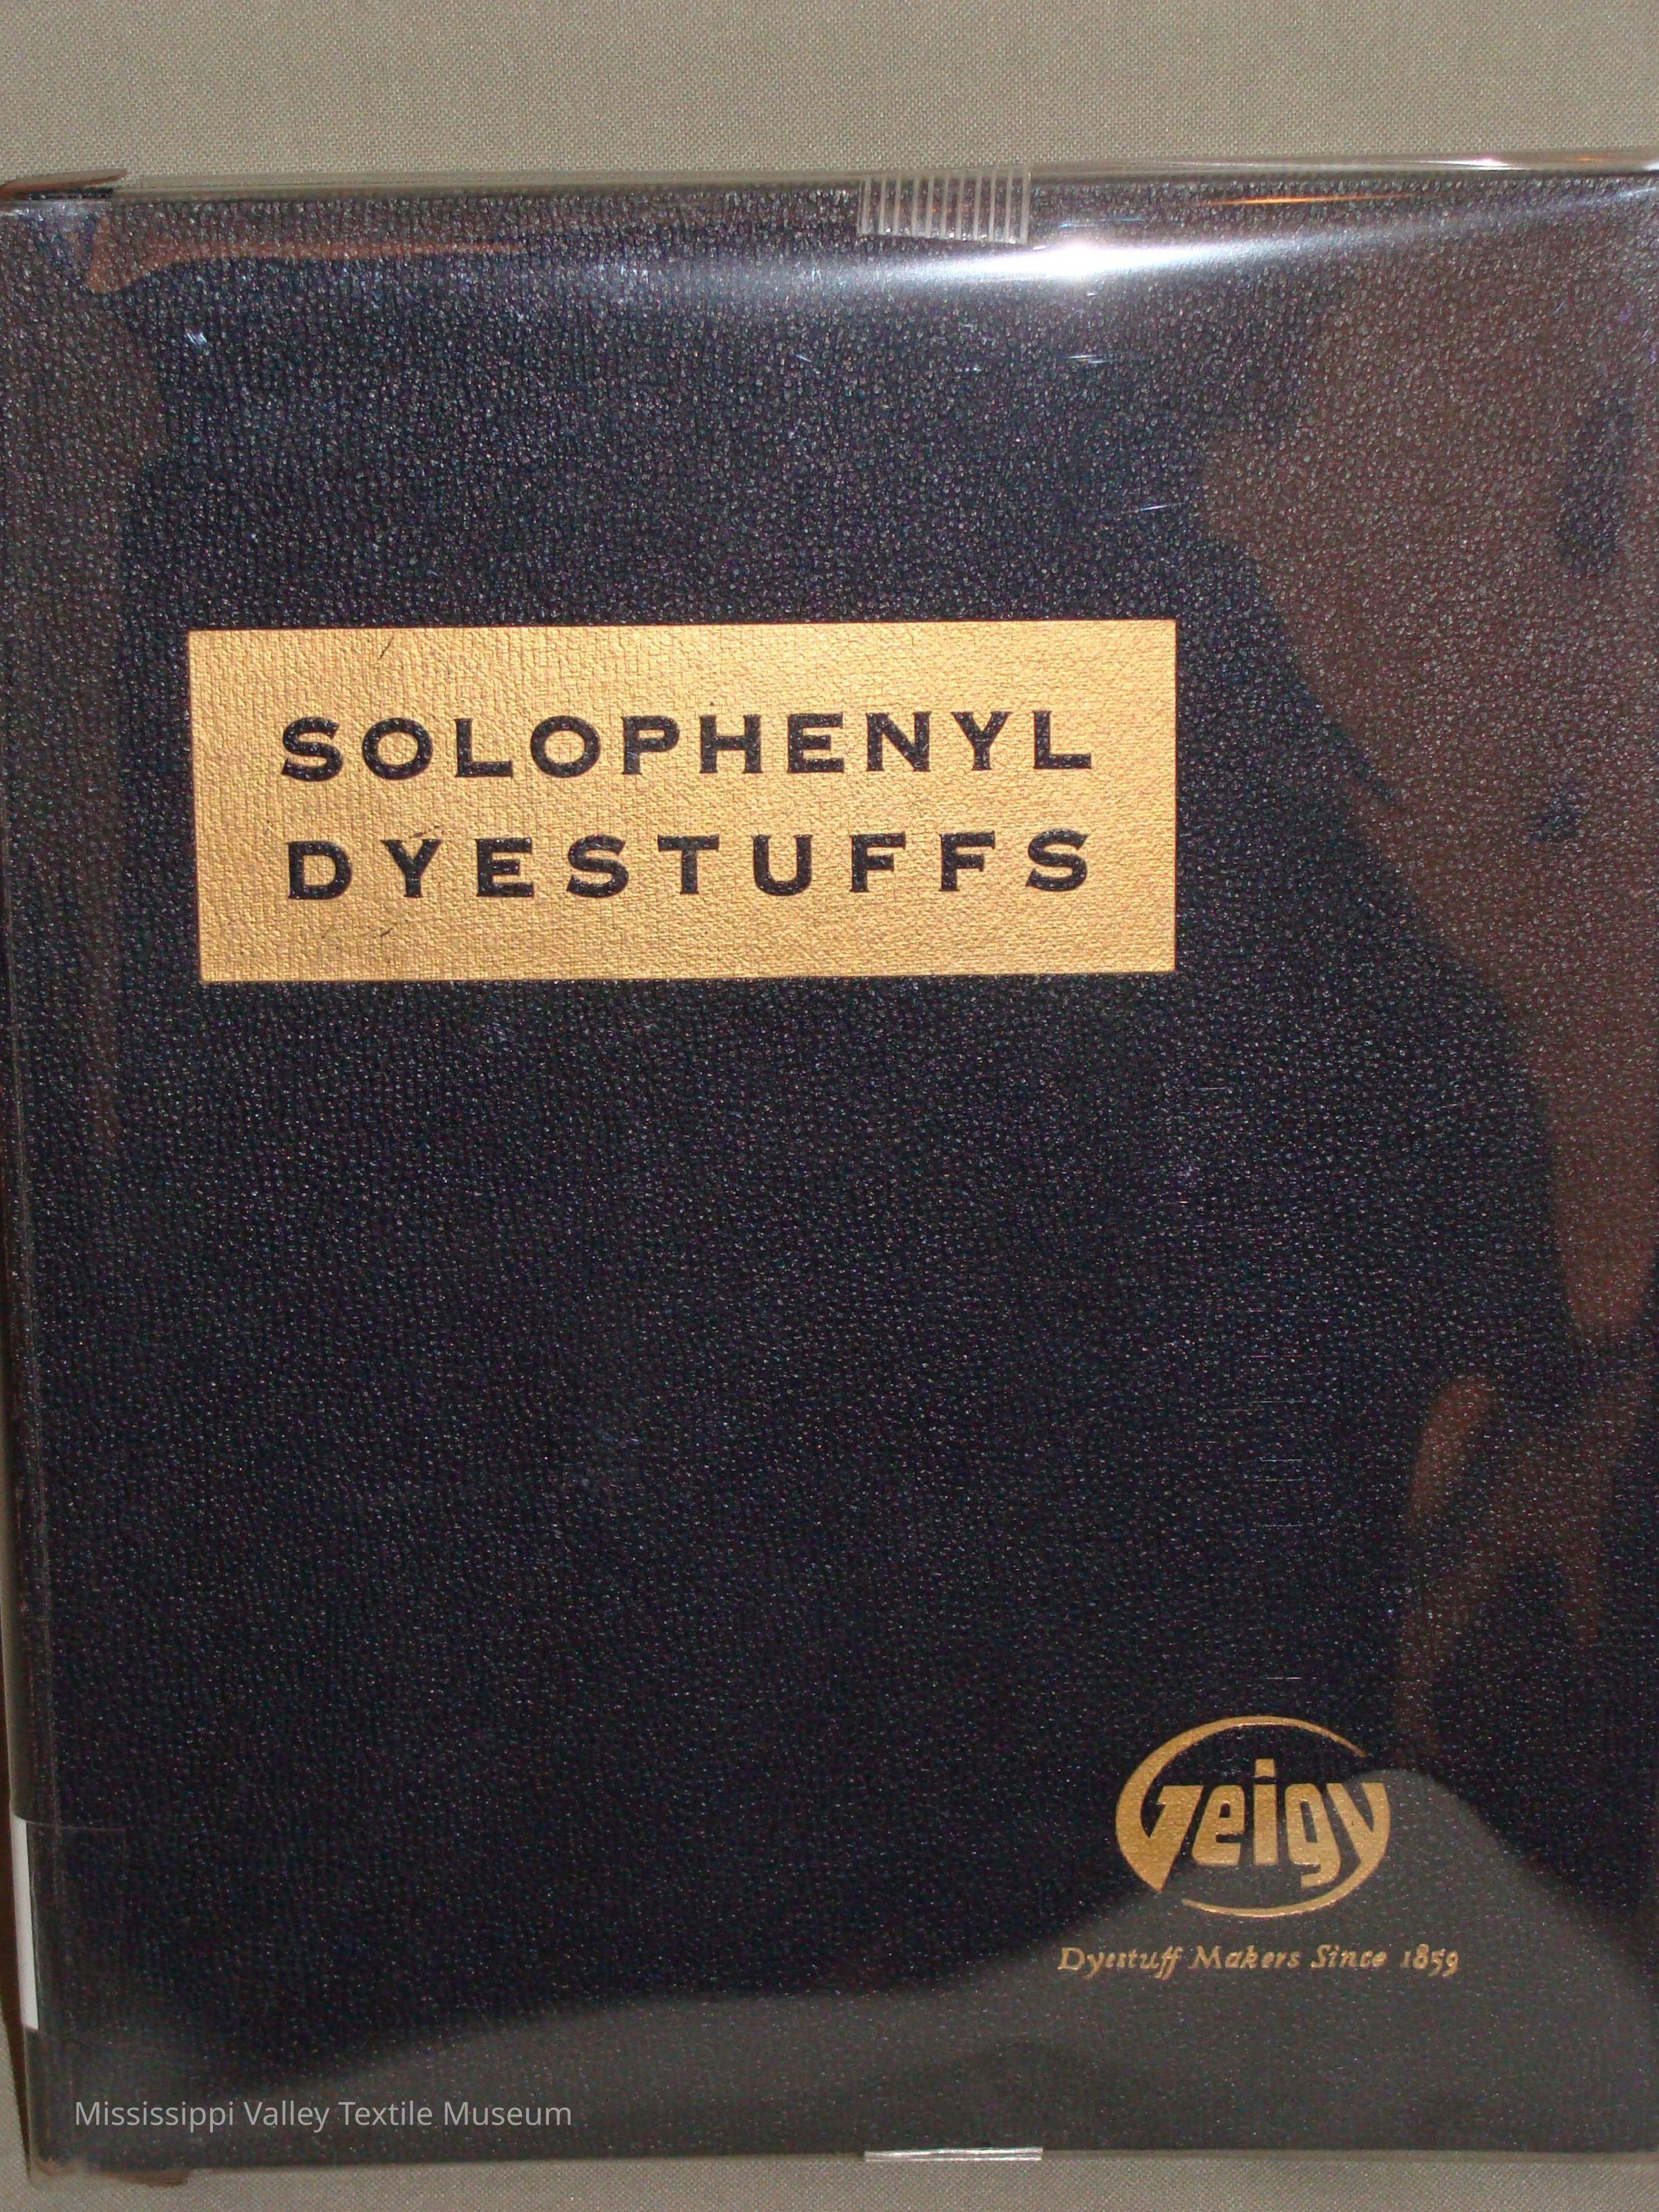 SOLOPHENYL
DYESTUFFS
Geigy
Dyestuff Makers Since 1859
Mississippi Valley Textile Museum